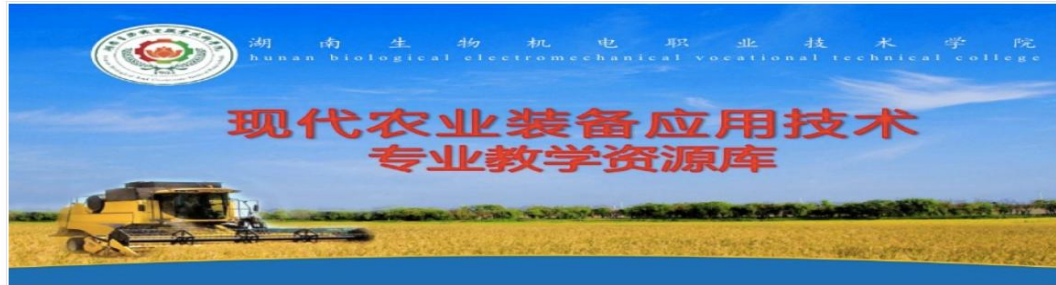 湖南生物机电职业技术学院
hunan biological electromechanical vocational technical college
现代农业装备应用技术
专业教学资源库